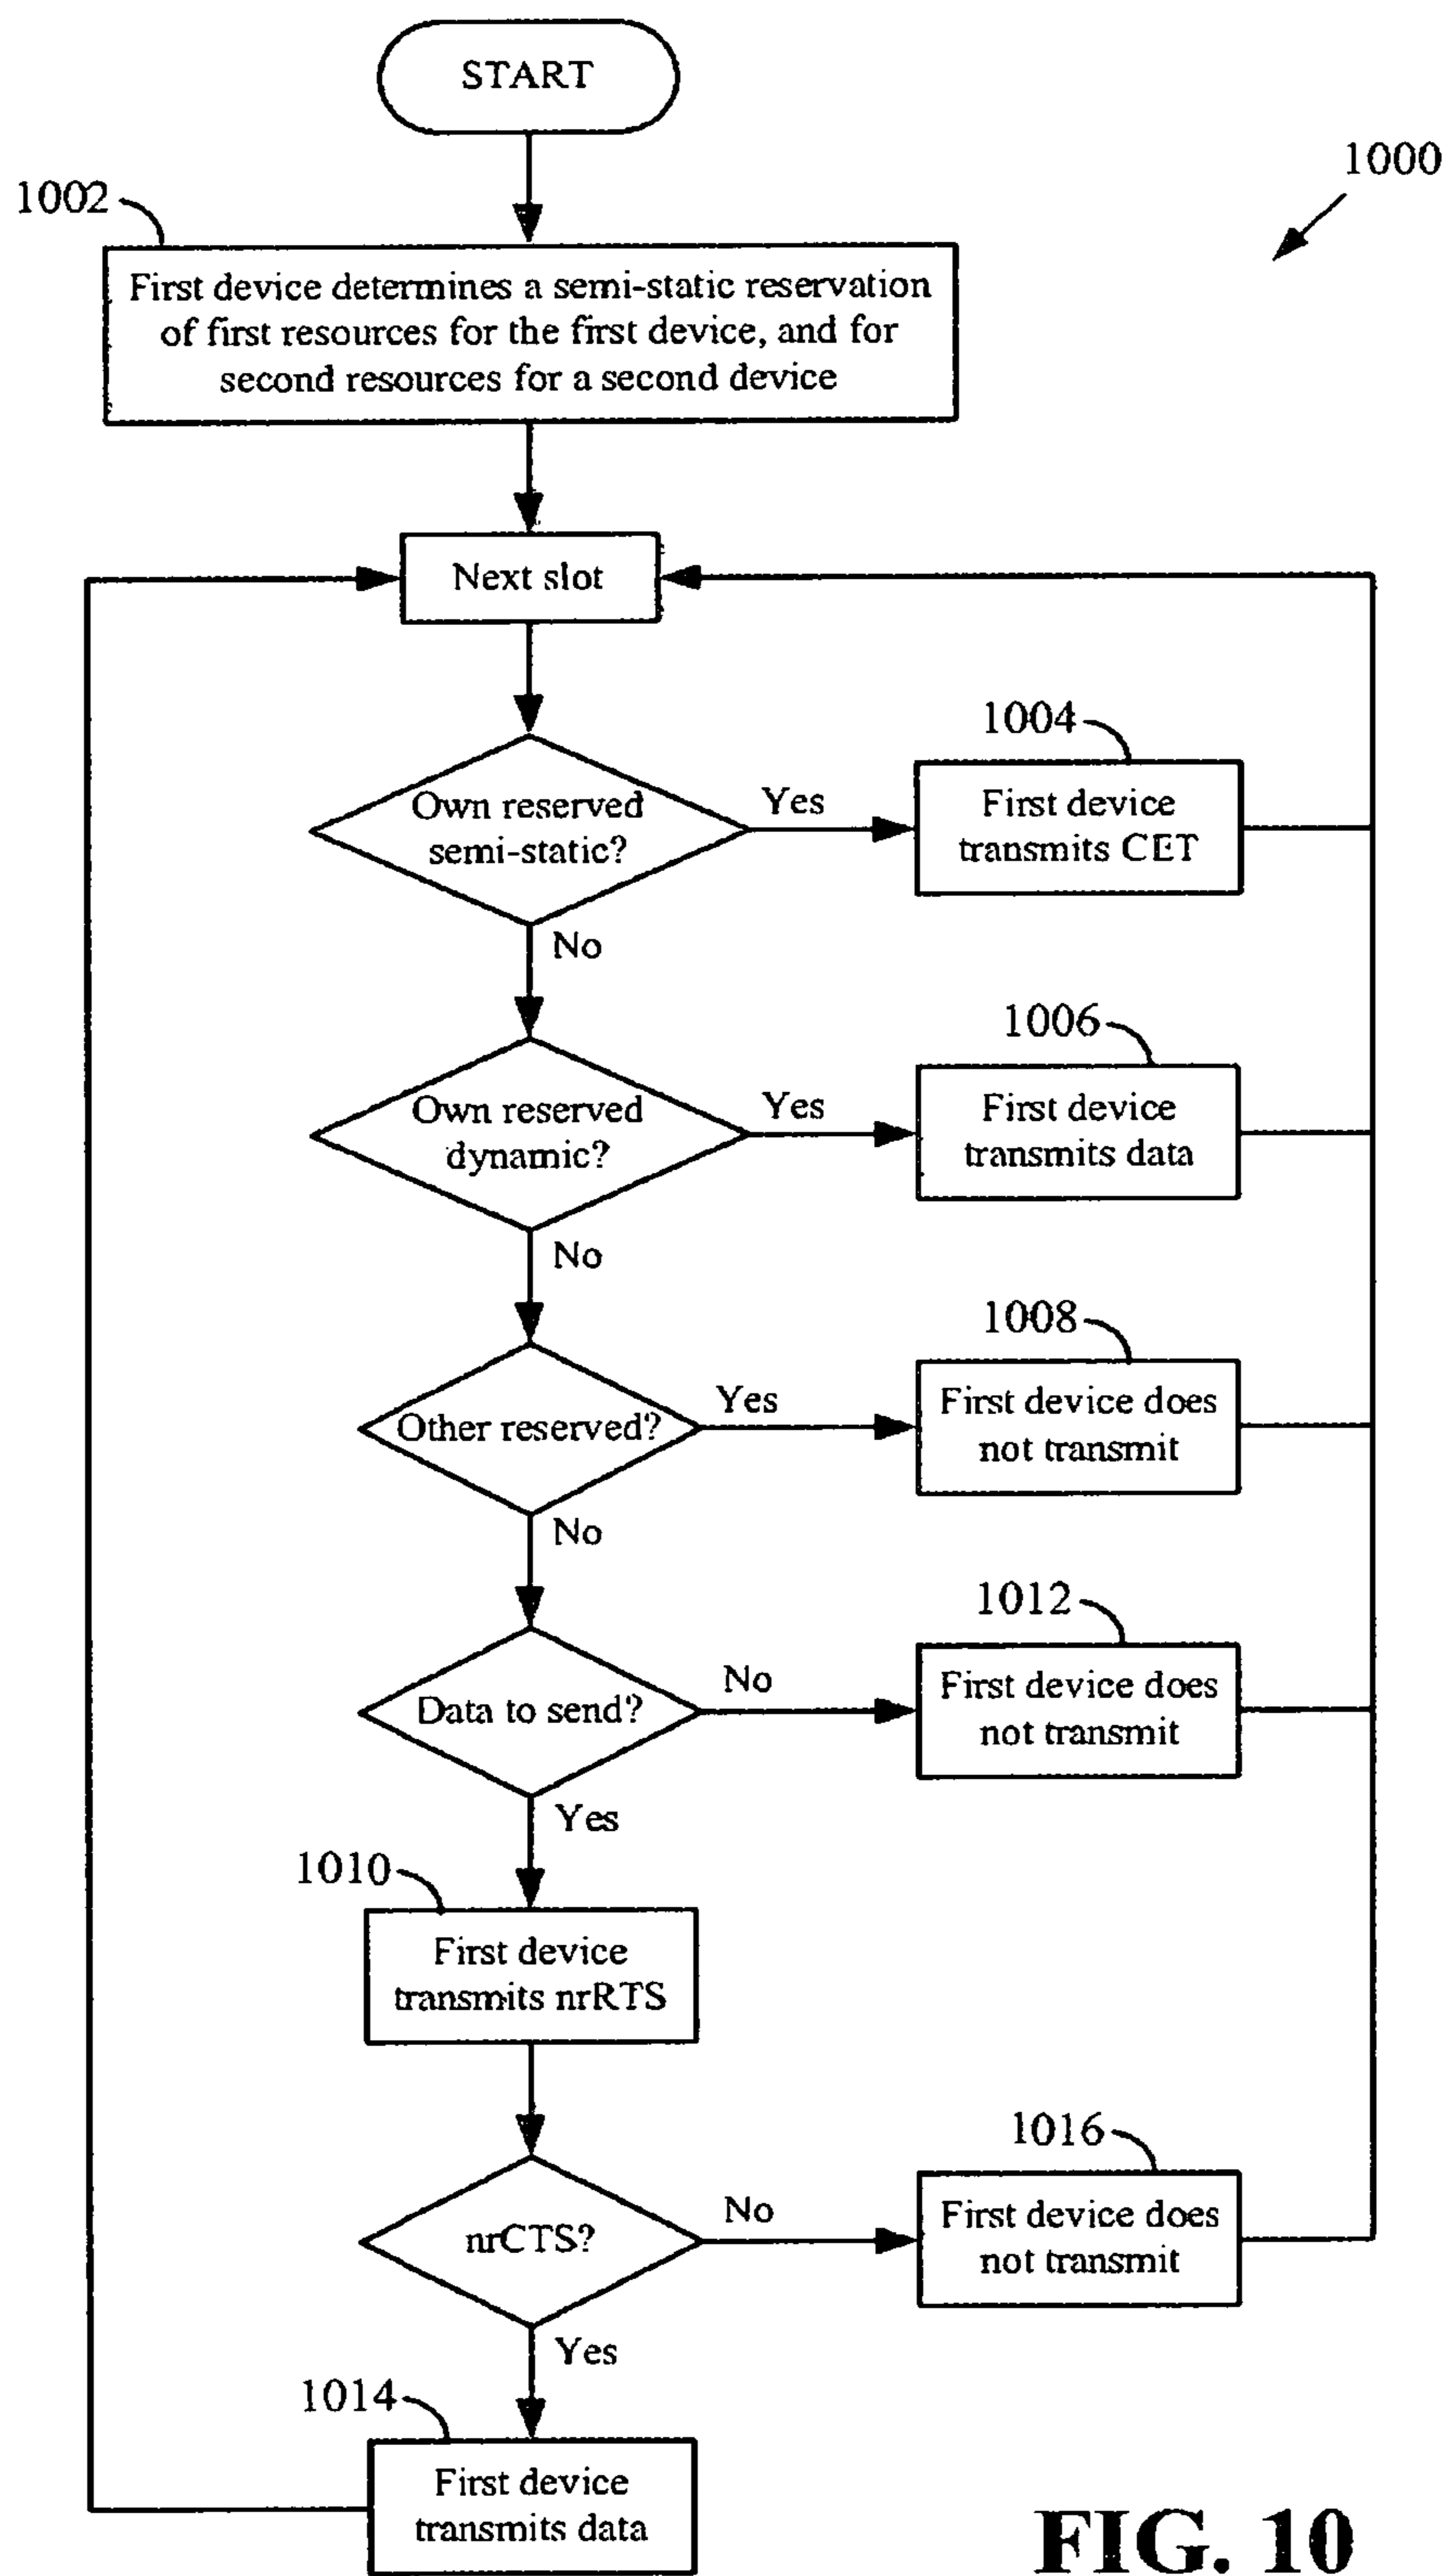 START
1000
1002
First device determines a semi-static reservation
of first resources for the first device, and for
second resources for a second device
Next slot
1004
Own reserved
semi-static?
Yes
First device
transmits CET
No
1006
Own reserved
dynamic?
Yes
First device
transmits data
No
1008
Other reserved?
Yes
First device does
not transmit
No
1012
Data to send?
No
First device does
not transmit
Yes
1010
First device
transmits nrRTS
1016
nrCTS?
No
First device does
not transmit
Yes
1014
First device
transmits data
FIG. 10